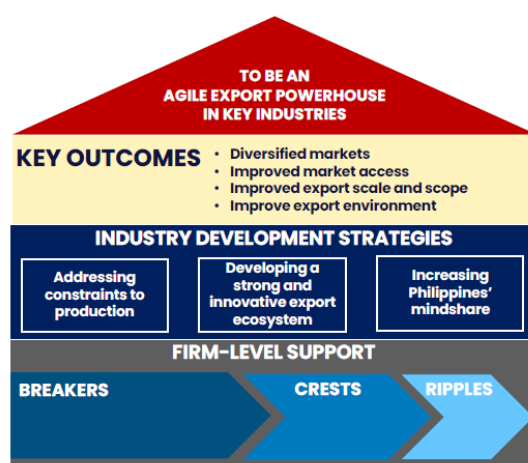 TO BE AN
AGILE EXPORT POWERHOUSE
IN KEY INDUSTRIES
KEY OUTCOMES
• Diversified markets
• Improved market access
• Improved export scale and scope
• Improve export environment
INDUSTRY DEVELOPMENT STRATEGIES
Addressing
constraints to
production
Developing a
strong and
innovative export
ecosystem
Increasing
Philippines'
mindshare
FIRM-LEVEL SUPPORT
BREAKERS
CRESTS
RIPPLES